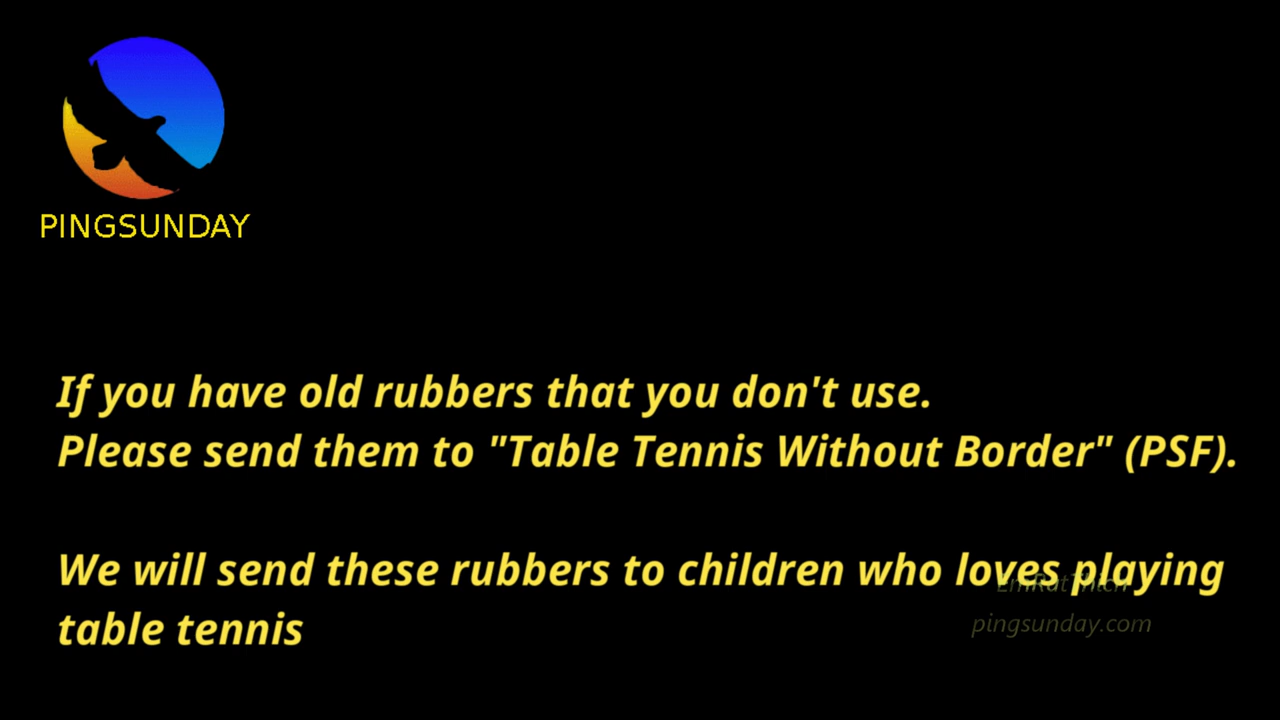 PINGSUNDAY
If you have old rubbers that you don't use.
Please send them to "Table Tennis Without Border" (PSF).
We will send these rubbers to children who loves playing
table tennis
EmRatThich
pingsunday.com